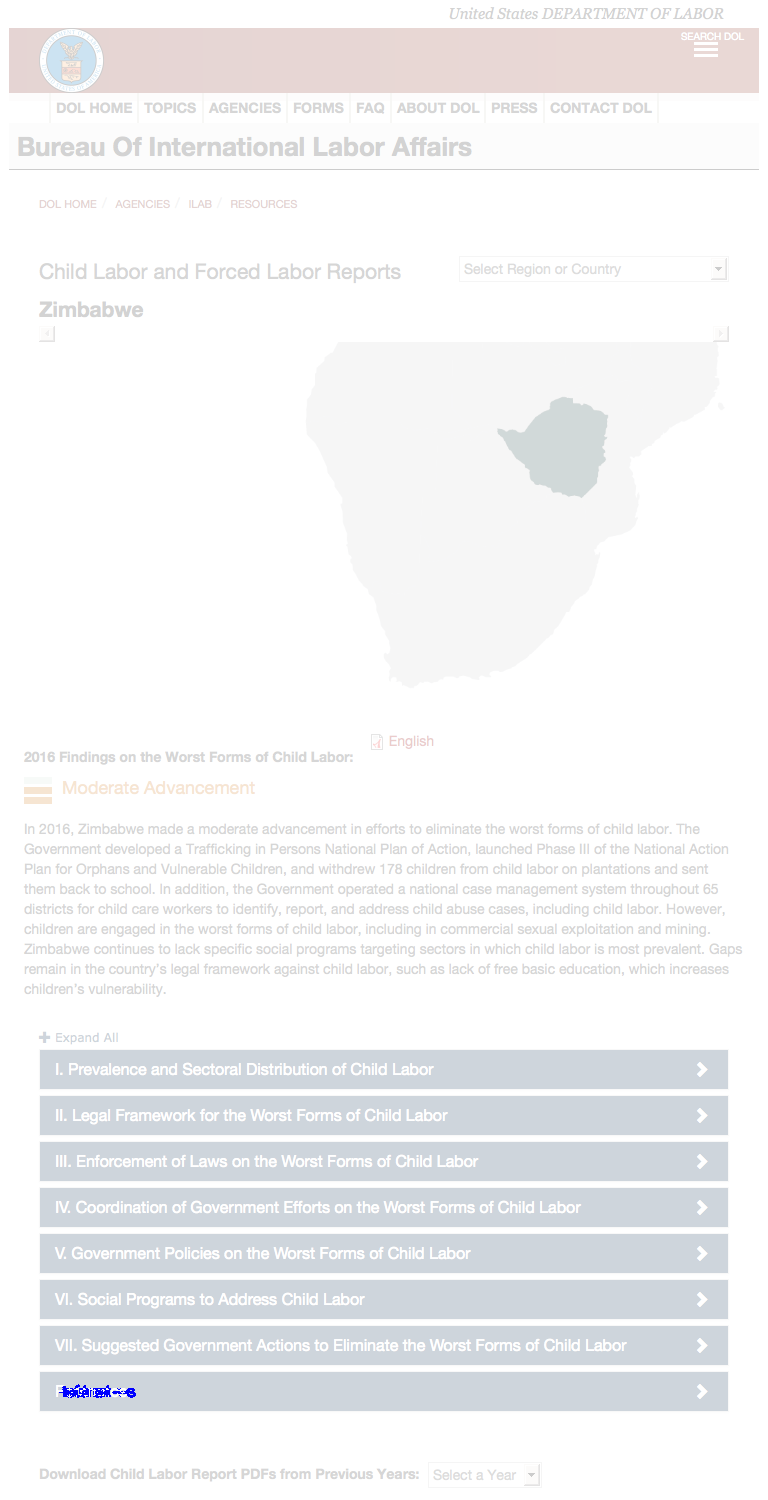 United States DEPARTMENT OF LABOR
SEARCH DOL
DOL HOME TOPICS AGENCIES FORMS FAQ ABOUT DOL PRESS CONTACT DOL
Bureau Of International Labor Affairs
DOL HOME / AGENCIES / ILAB / RESOURCES
Child Labor and Forced Labor Reports
Select Region or Country
Zimbabwe
English
2016 Findings on the Worst Forms of Child Labor:
Moderate Advancement
In 2016, Zimbabwe made a moderate advancement in efforts to eliminate the worst forms of child labor. The
Government developed a Trafficking in Persons National Plan of Action, launched Phase III of the National Action
Plan for Orphans and Vulnerable Children, and withdrew 178 children from child labor on plantations and sent
them back to school. In addition, the Government operated a national case management system throughout 65
districts for child care workers to identify, report, and address child abuse cases, including child labor. However,
children are engaged in the worst forms of child labor, including in commercial sexual exploitation and mining.
Zimbabwe continues to lack specific social programs targeting sectors in which child labor is most prevalent. Gaps
remain in the country's legal framework against child labor, such as lack of free basic education, which increases
children's vulnerability.
Expand All
I. Prevalence and Sectoral Distribution of Child Labor
II. Legal Framework for the Worst Forms of Child Labor
III. Enforcement of Laws on the Worst Forms of Child Labor
IV. Coordination of Government Efforts on the Worst Forms of Child Labor
V. Government Policies on the Worst Forms of Child Labor
VI. Social Programs to Address Child Labor
VII. Suggested Government Actions to Eliminate the Worst Forms of Child Labor
Download Child Labor Report PDFs from Previous Years: Select a Year